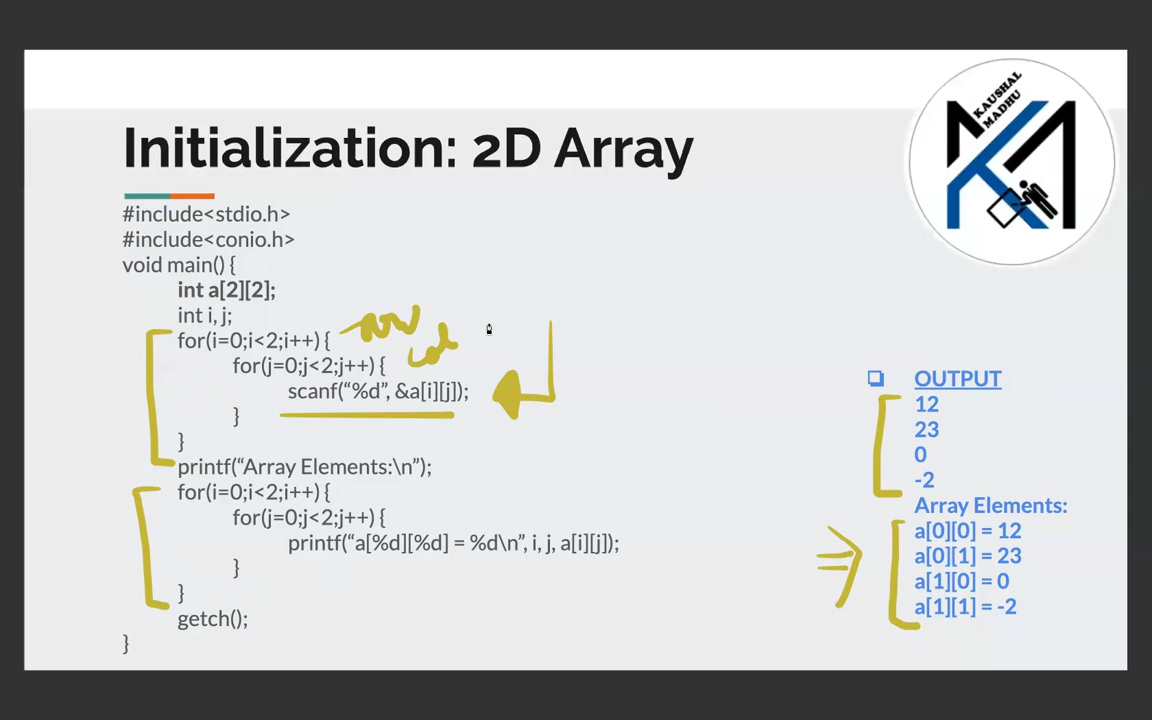 KAUSHAL
MADHU
Initialization: 2D Array
#include<stdio.h>
#include<conio.h>
void main() {
int a[2][2];
int i, j;
for(i=0;i<2;i++) {
row
for(j=0;j<2;j++) {
col
scanf(“%d”, &a[i][j]);
}
}
printf(“Array Elements:\n”);
for(i=0;i<2;i++) {
for(j=0;j<2;j++) {
printf(“a[%d][%d] = %d\n”, i, j, a[i][j]);
}
}
getch();
}
OUTPUT
12
23
0
-2
Array Elements:
a[0][0] = 12
a[0][1] = 23
a[1][0] = 0
a[1][1] = -2